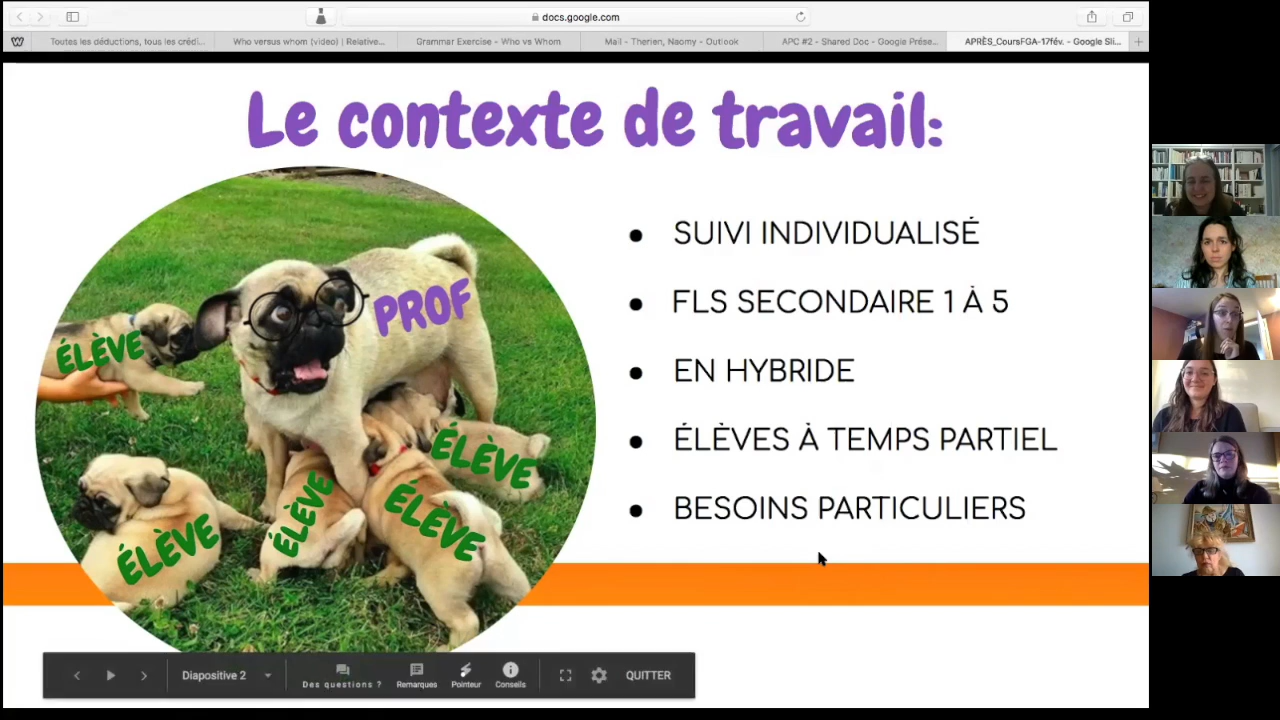 docs.google.com
Toutes les déductions, tous les crédi...
Who versus whom (video) | Relative...
Grammar Exercise - Who vs Whom
Mail - Therien, Naomy - Outlook
APC #2 - Shared Doc - Google Prése...
APRÈS_CoursFGA-17fév. - Google Sli...
Le contexte de travail:
PROF
ÉLÈVE
ÉLÈVE
ÉLÈVE
ÉLÈVE
ÉLÈVE
● SUIVI INDIVIDUALISÉ
● FLS SECONDAIRE 1 À 5
● EN HYBRIDE
● ÉLÈVES À TEMPS PARTIEL
● BESOINS PARTICULIERS
Diapositive 2
Des questions ?
Remarques
Pointeur
Conseils
QUITTER